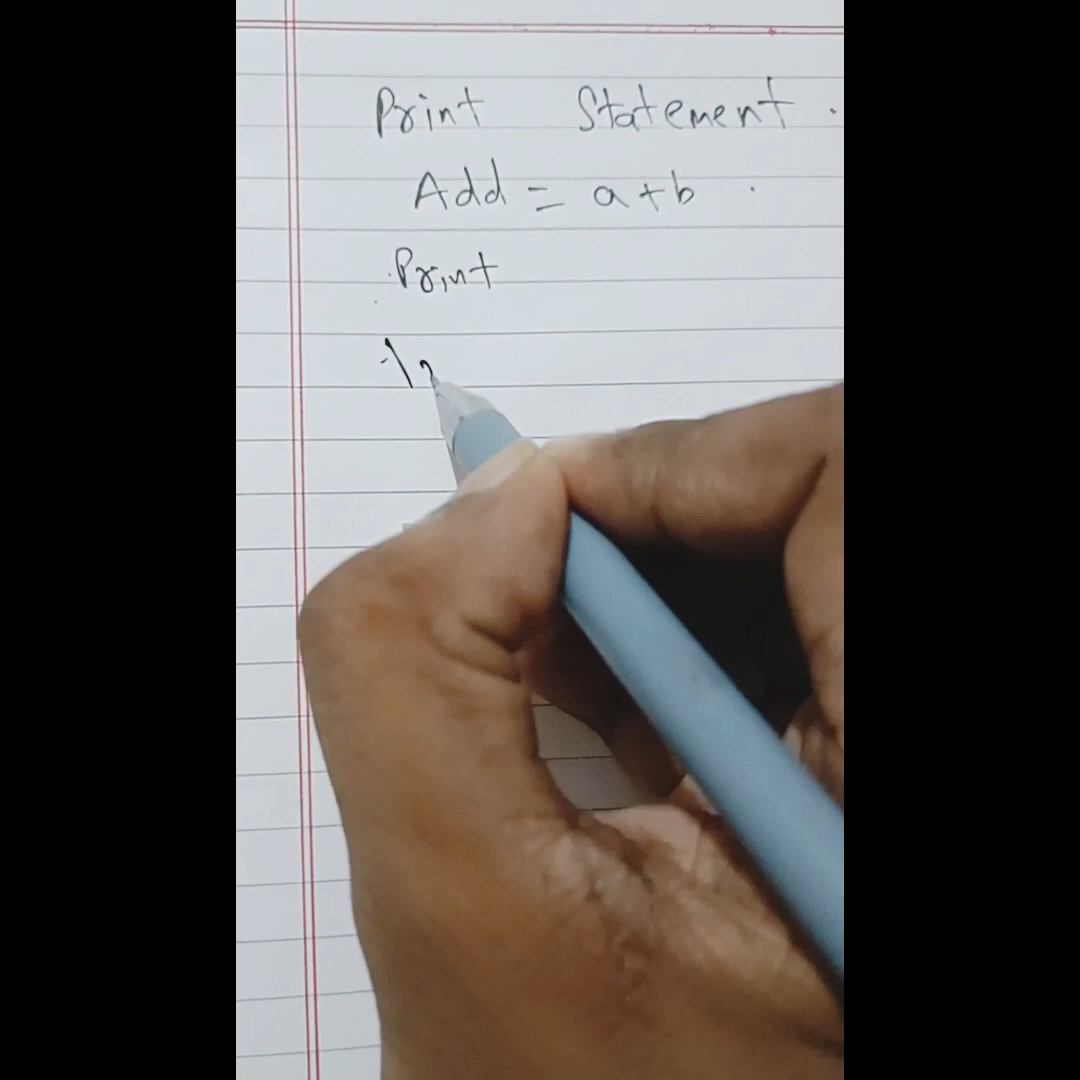 Print Statement.
Add = a+b
Print